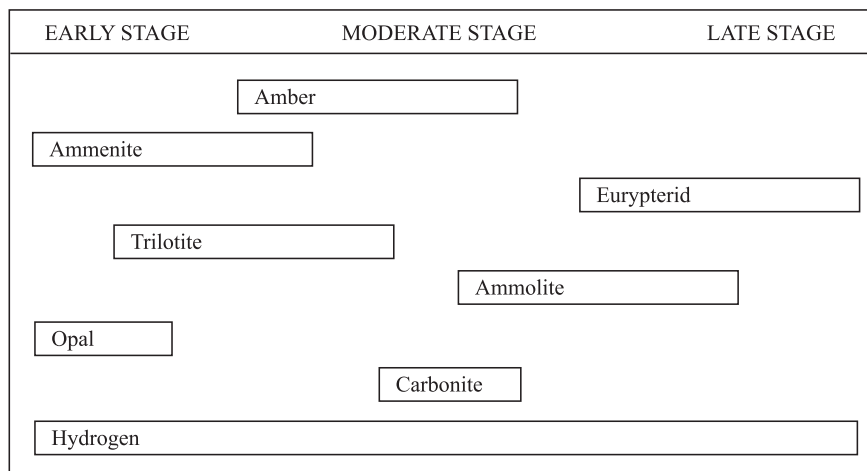 EARLY STAGE MODERATE STAGE LATE STAGE
Amber
Ammenite
Eurypterid
Trilotite
Ammolite
Opal
Carbonite
Hydrogen